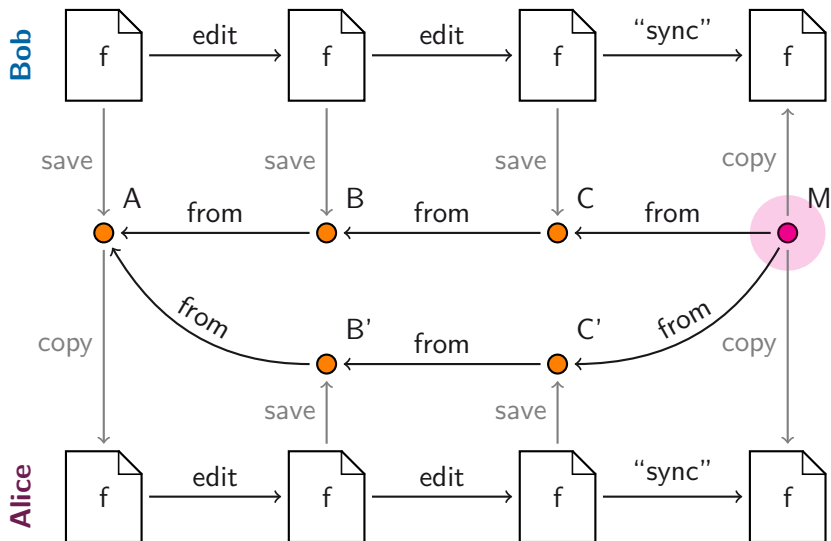 Bob
f edit f edit f “sync” f
save save save copy
A B C M
from from from
from B' from C' from
copy copy
save save
Alice
f edit f edit f “sync” f